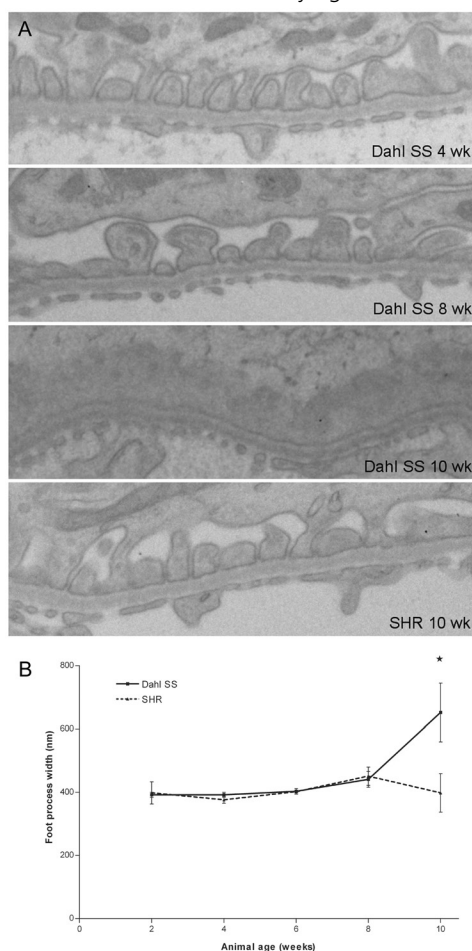 A
Dahl SS 4 wk
Dahl SS 8 wk
Dahl SS 10 wk
SHR 10 wk
B
800
Dahl SS
SHR
600
400
200
0
0 2 4 6 8 10
Foot process width (nm)
Animal age (weeks)
★